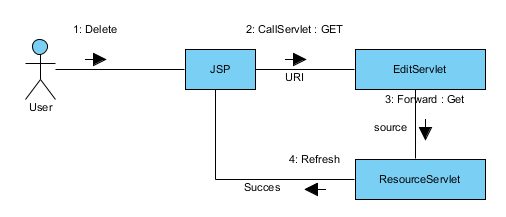 1: Delete
2: CallServlet : GET
User
JSP
URI
EditServlet
3: Forward : Get
source
4: Refresh
Succes
ResourceServlet